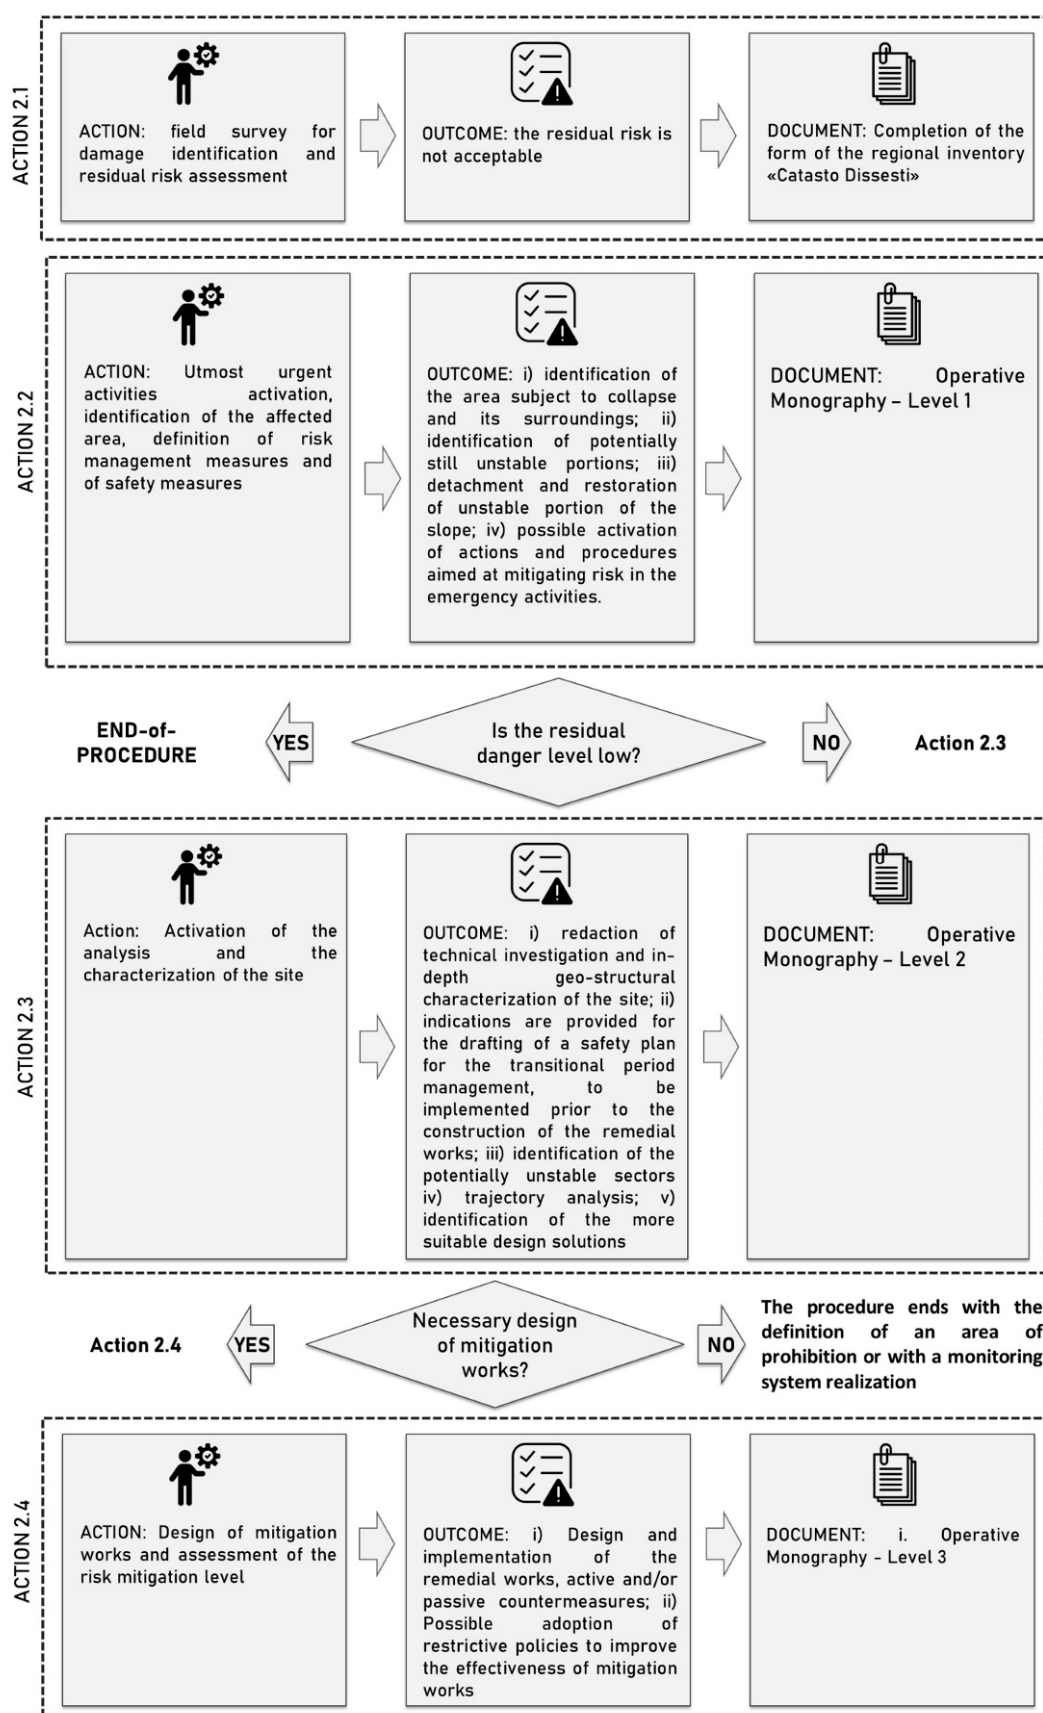 ACTION 2.1
ACTION: field survey for
damage identification and
residual risk assessment
OUTCOME: the residual risk is
not acceptable
DOCUMENT: Completion of the
form of the regional inventory
«Catasto Dissesti»
ACTION 2.2
ACTION: Utmost urgent
activities activation,
identification of the affected
area, definition of risk
management measures and
of safety measures
OUTCOME: i) identification of
the area subject to collapse
and its surroundings; ii)
identification of potentially
still unstable portions; iii)
detachment and restoration
of unstable portion of the
slope; iv) possible activation
of actions and procedures
aimed at mitigating risk in the
emergency activities.
DOCUMENT: Operative
Monography – Level 1
END-of-
PROCEDURE
YES
Is the residual
danger level low?
NO
Action 2.3
ACTION 2.3
Action: Activation of the
analysis and the
characterization of the site
OUTCOME: i) redaction of
technical investigation and in-
depth geo-structural
characterization of the site; ii)
indications are provided for
the drafting of a safety plan
for the transitional period
management, to be
implemented prior to the
construction of the remedial
works; iii) identification of the
potentially unstable sectors
iv) trajectory analysis; v)
identification of the more
suitable design solutions
DOCUMENT: Operative
Monography – Level 2
Action 2.4
YES
Necessary design
of mitigation
works?
NO
The procedure ends with the
definition of an area of
prohibition or with a monitoring
system realization
ACTION 2.4
ACTION: Design of mitigation
works and assessment of the
risk mitigation level
OUTCOME: i) Design and
implementation of the
remedial works, active and/or
passive countermeasures; ii)
Possible adoption of
restrictive policies to improve
the effectiveness of mitigation
works
DOCUMENT: i. Operative
Monography - Level 3